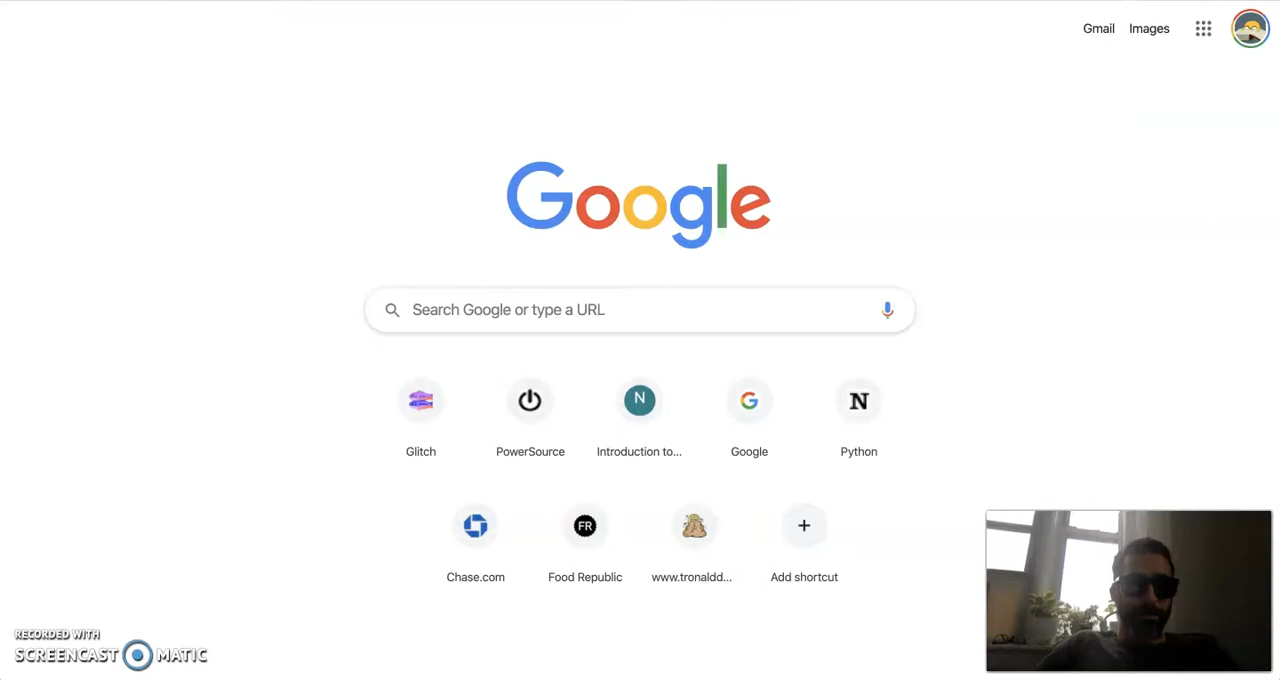 Gmail Images
Google
Search Google or type a URL
N
N
Glitch PowerSource Introduction to... Google Python
FR
Chase.com Food Republic www.tronaldd... Add shortcut
RECORDED WITH
SCREENCAST MATIC